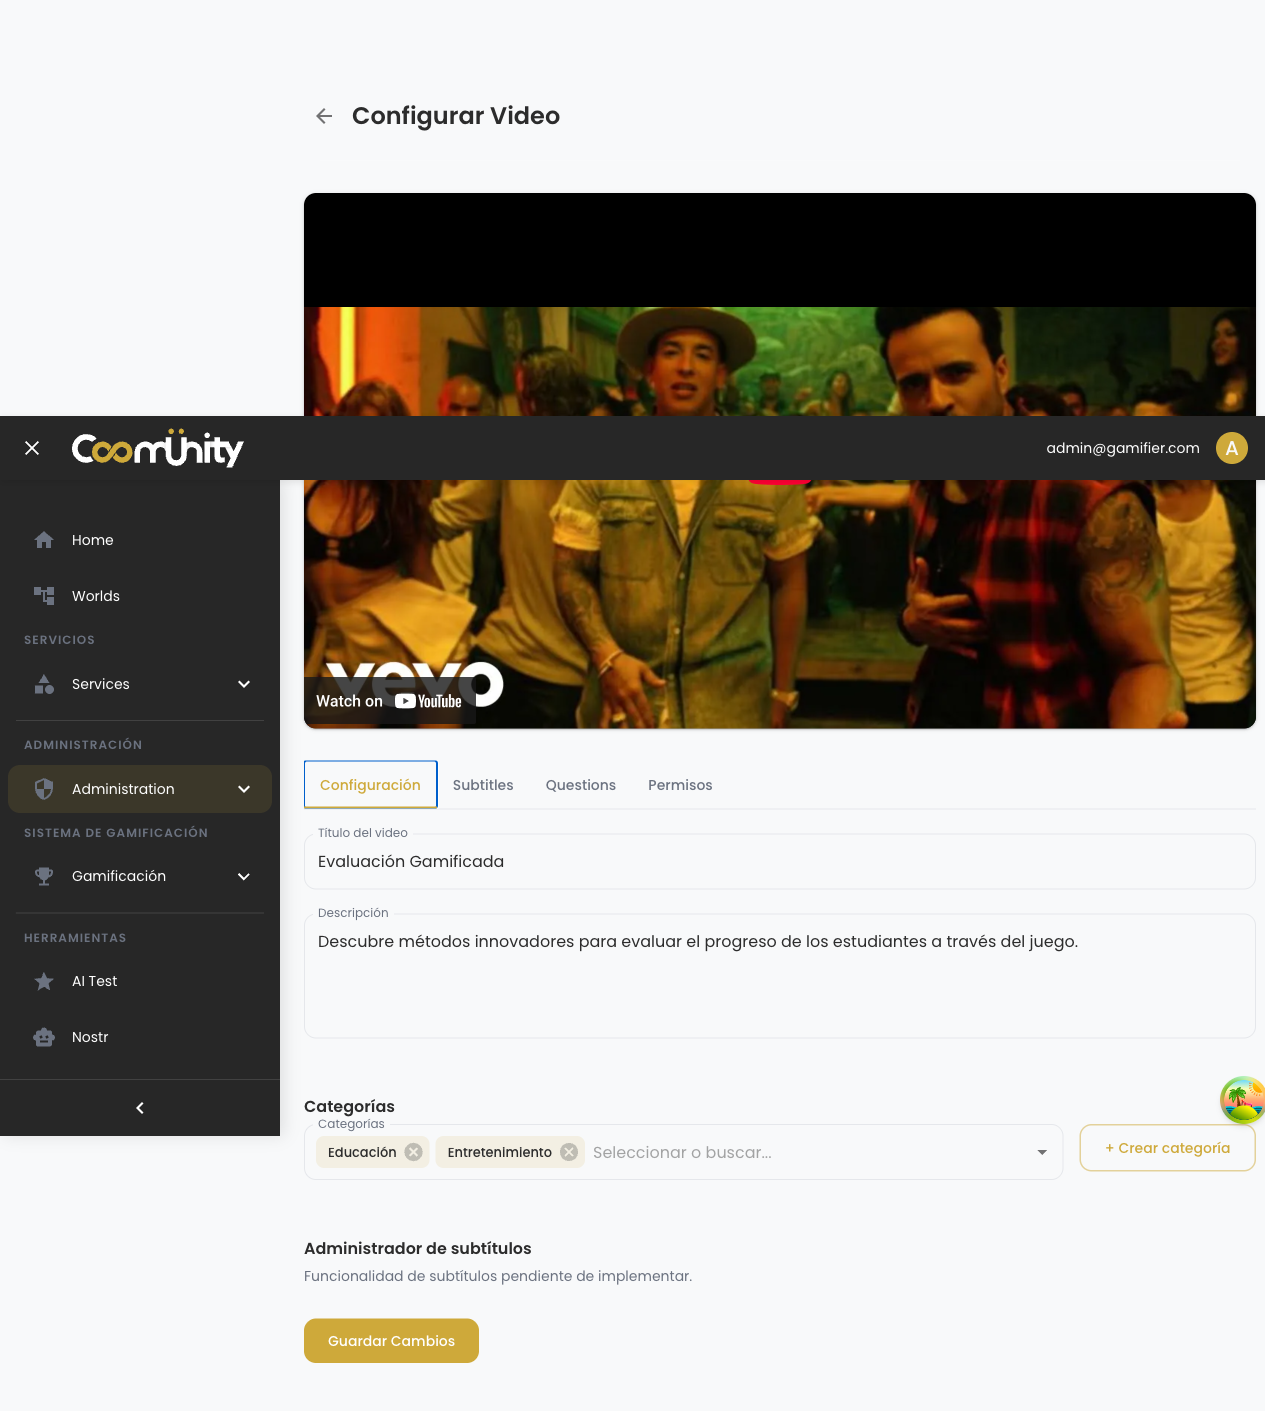 Configurar Video
Coomünity
admin@gamifier.com
A
Home
Worlds
SERVICIOS
Services
ADMINISTRACIÓN
Administration
SISTEMA DE GAMIFICACIÓN
Gamificación
HERRAMIENTAS
AI Test
Nostr
vevo
Watch on YouTube
Configuración
Subtitles
Questions
Permisos
Título del video
Evaluación Gamificada
Descripción
Descubre métodos innovadores para evaluar el progreso de los estudiantes a través del juego.
Categorías
Categorías
Educación
Entretenimiento
Seleccionar o buscar...
+ Crear categoría
Administrador de subtítulos
Funcionalidad de subtítulos pendiente de implementar.
Guardar Cambios